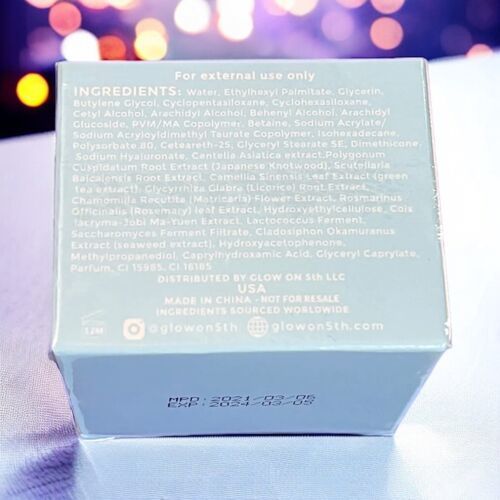 For external use only
INGREDIENTS: Water, Ethylhexyl Palmitate, Glycerin,
Butylene Glycol, Cyclopentasiloxane, Cyclohexasiloxane,
Cetyl Alcohol, Arachidyl Alcohol, Behenyl Alcohol, Arachidyl
Glucoside, PVM/MA Copolymer, Betaine, Sodium Acrylate/
Sodium Acryloyldimethyl Taurate Copolymer, Isohexadecane,
Polysorbate 80, Ceteareth-25, Glyceryl Stearate SE, Dimethicone,
Sodium Hyaluronate, Centella Asiatica extract, Polygonum
Cuspidatum Root Extract (Japanese Knotwood), Scutellaria
Baicalensis Root Extract, Camellia Sinensis Leaf Extract (green
tea extract), Glycyrrhiza Glabra (Licorice) Root Extract,
Chamomilla Recutita (Matricaria) Flower Extract, Rosmarinus
Officinalis (Rosemary) leaf Extract, Hydroxyethylcellulose, Coix
Lacryma-Jobi Ma-Yuen Extract, Lactococcus Ferment,
Saccharomyces Ferment Filtrate, Cladosiphon Okamuranus
Extract (seaweed extract), Hydroxyacetophenone,
Methylpropanediol, Caprylhydroxamic Acid, Glyceryl Caprylate,
Parfum, CI 15985, CI 16185
DISTRIBUTED BY GLOW ON 5th LLC
USA
MADE IN CHINA - NOT FOR RESALE
INGREDIENTS SOURCED WORLDWIDE
12M @glowon5th glowon5th.com
MPD: 2021/03/06
EXP: 2024/03/05